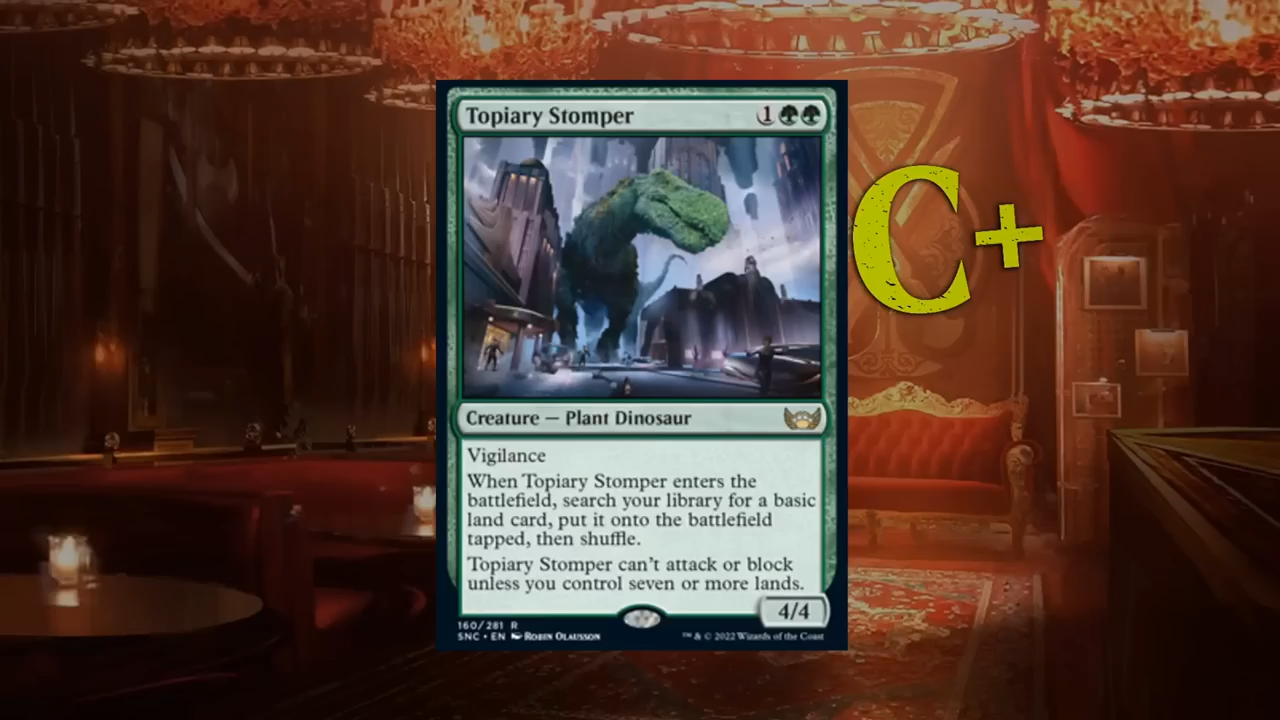 Topiary Stomper 1
C+
Creature — Plant Dinosaur
Vigilance
When Topiary Stomper enters the
battlefield, search your library for a basic
land card, put it onto the battlefield
tapped, then shuffle.
Topiary Stomper can't attack or block
unless you control seven or more lands.
4/4
160/281 R
SNC • EN Robin Olausson
™ & © 2022 Wizards of the Coast